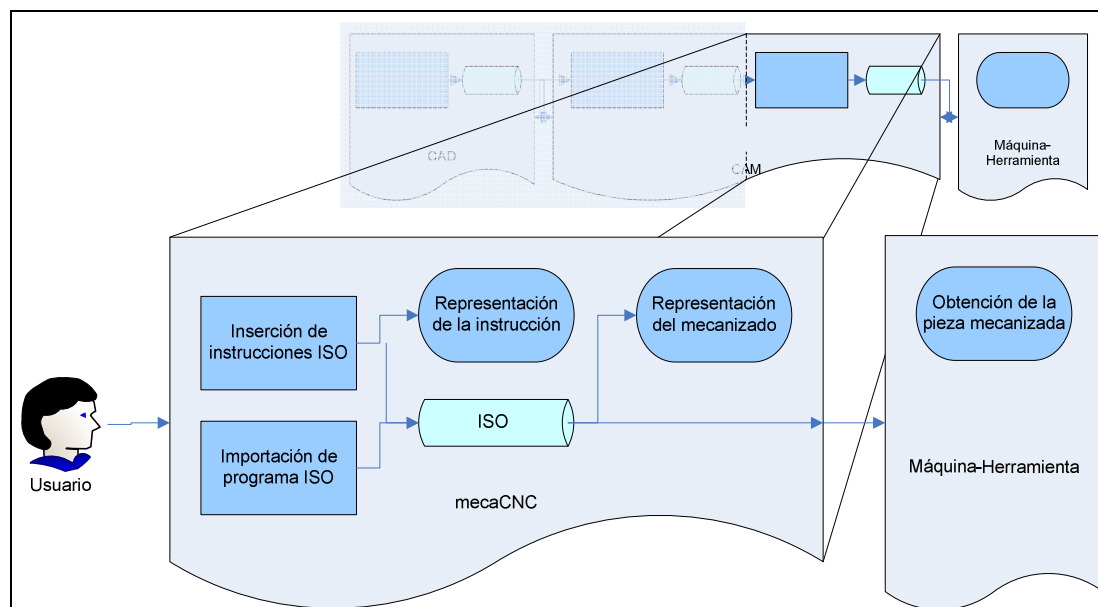 CAD
CAM
Máquina-
Herramienta
Inserción de
instrucciones ISO
Representación
de la instrucción
Representación
del mecanizado
Obtención de la
pieza mecanizada
ISO
Importación de
programa ISO
Usuario
mecaCNC
Máquina-Herramienta